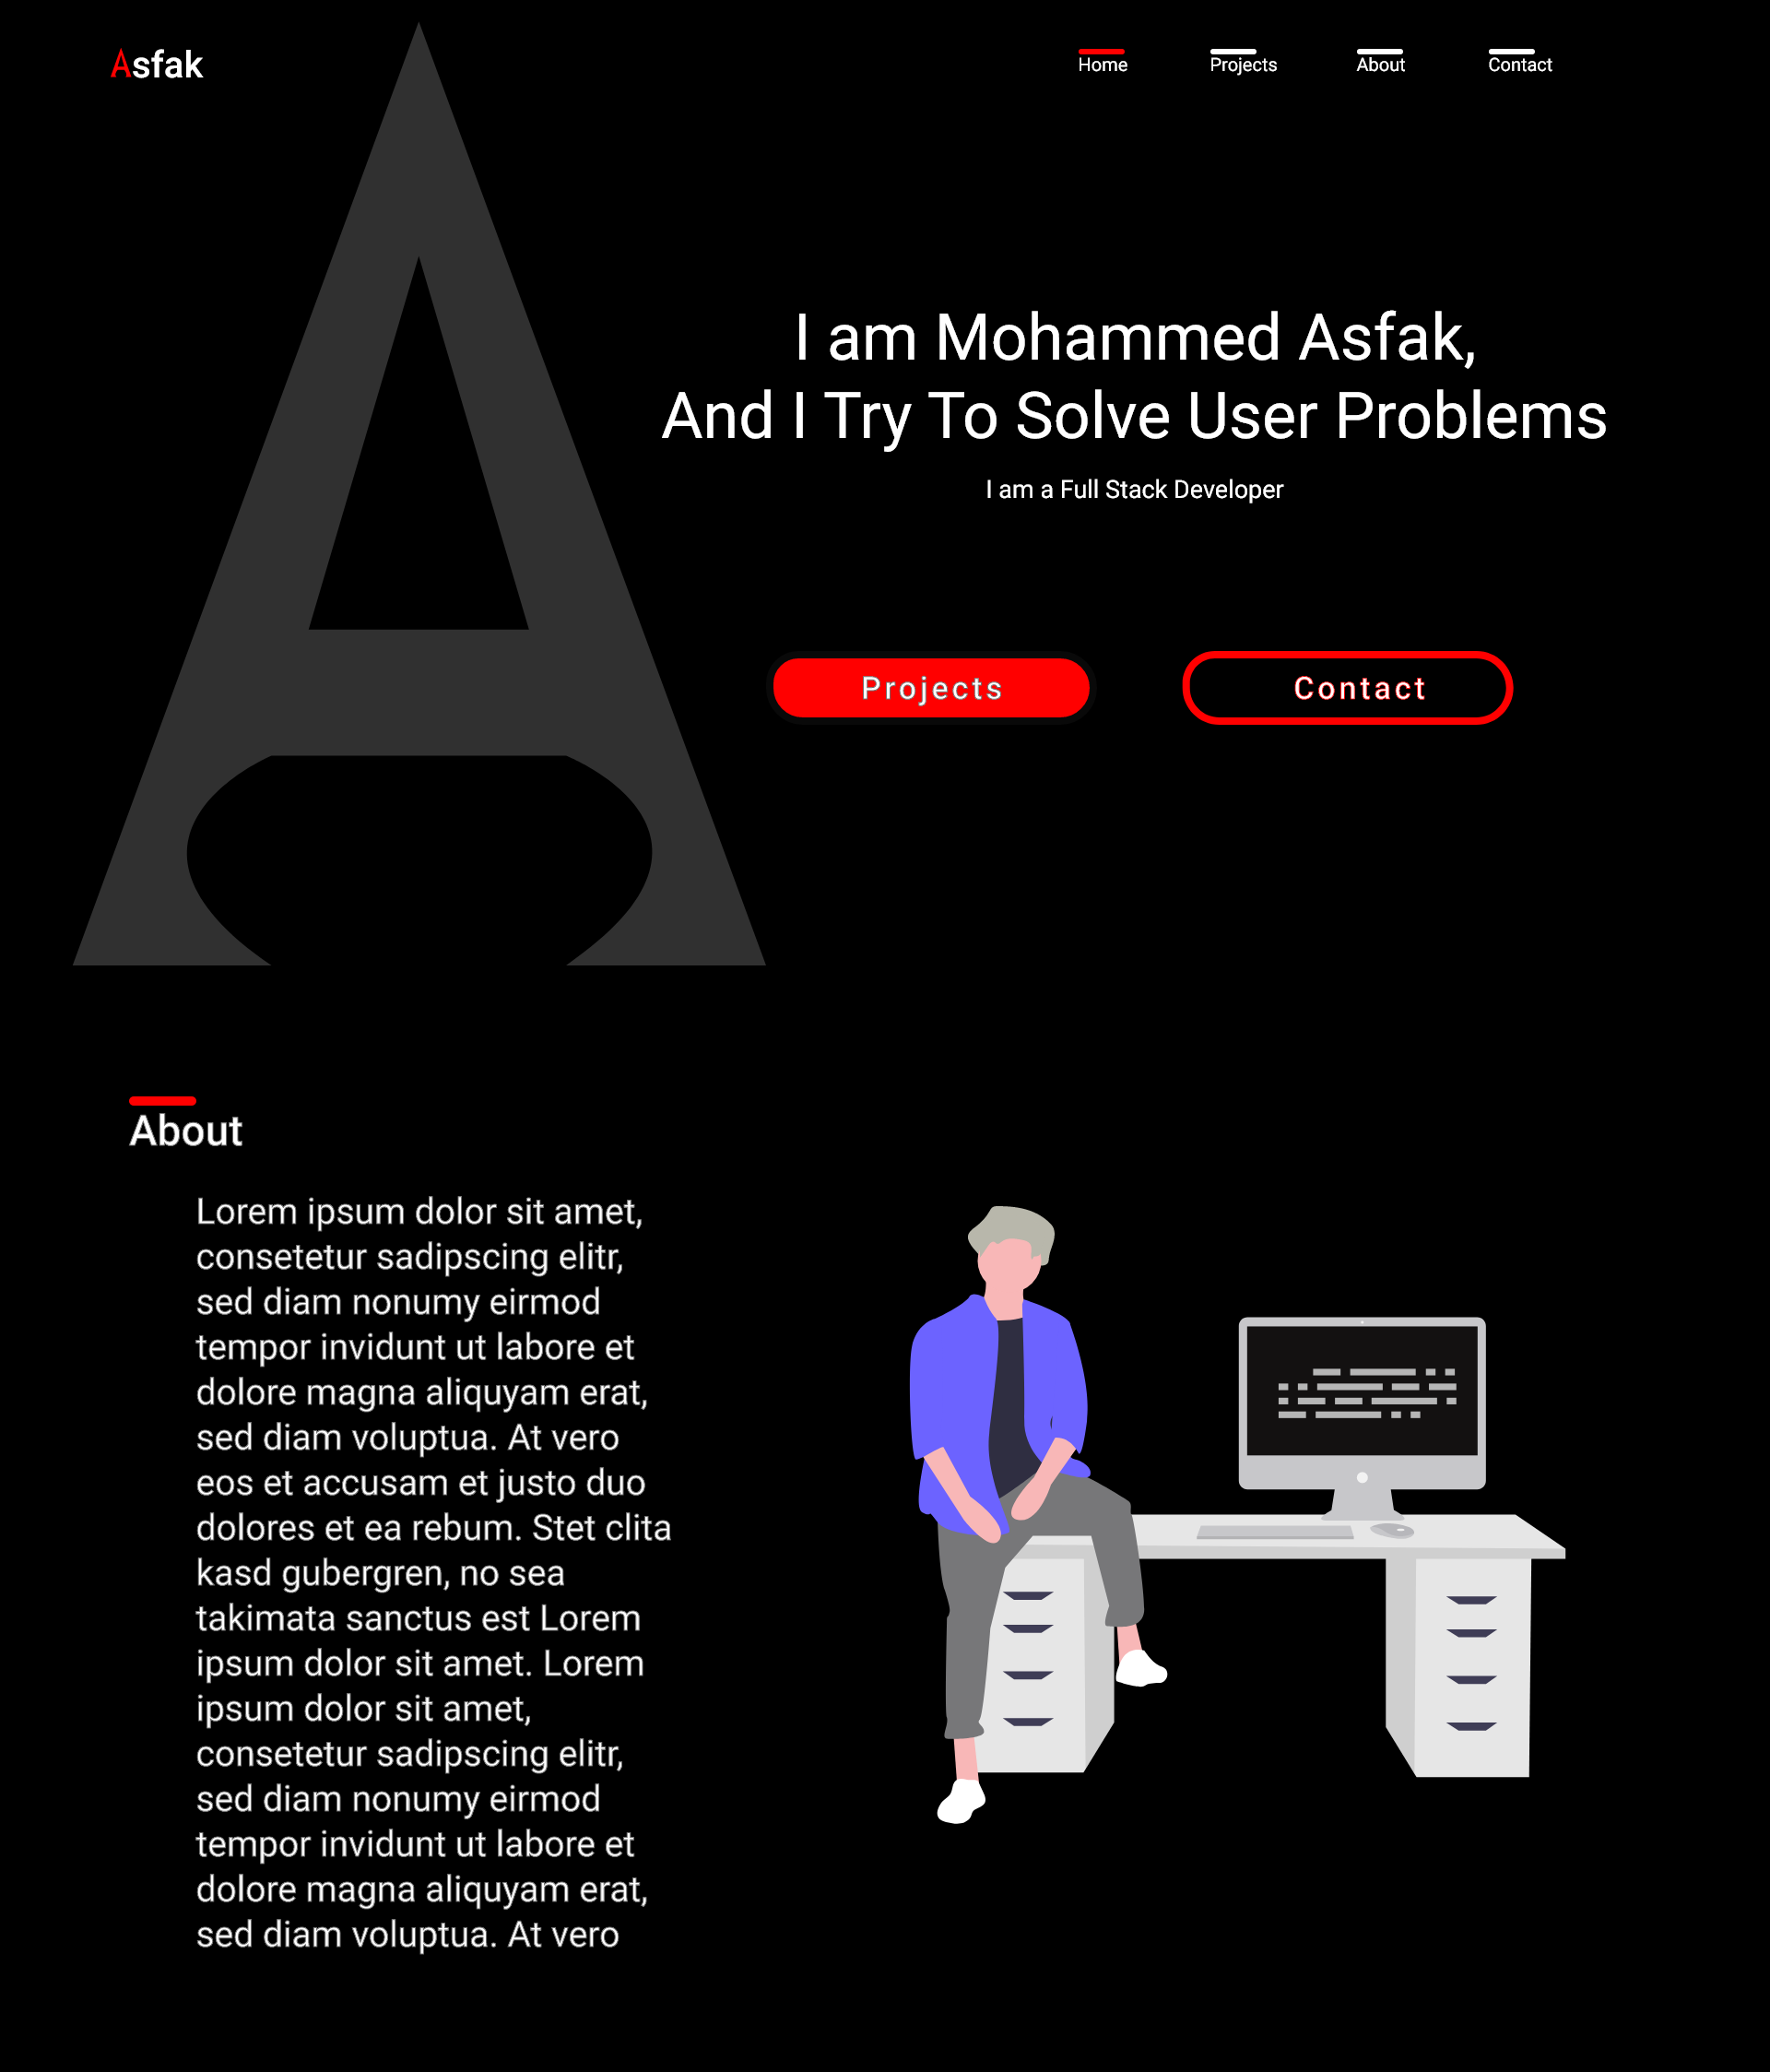 Asfak
Home
Projects
About
Contact
I am Mohammed Asfak,
And I Try To Solve User Problems
I am a Full Stack Developer
Projects
Contact
About
Lorem ipsum dolor sit amet,
consetetur sadipscing elitr,
sed diam nonumy eirmod
tempor invidunt ut labore et
dolore magna aliquyam erat,
sed diam voluptua. At vero
eos et accusam et justo duo
dolores et ea rebum. Stet clita
kasd gubergren, no sea
takimata sanctus est Lorem
ipsum dolor sit amet. Lorem
ipsum dolor sit amet,
consetetur sadipscing elitr,
sed diam nonumy eirmod
tempor invidunt ut labore et
dolore magna aliquyam erat,
sed diam voluptua. At vero